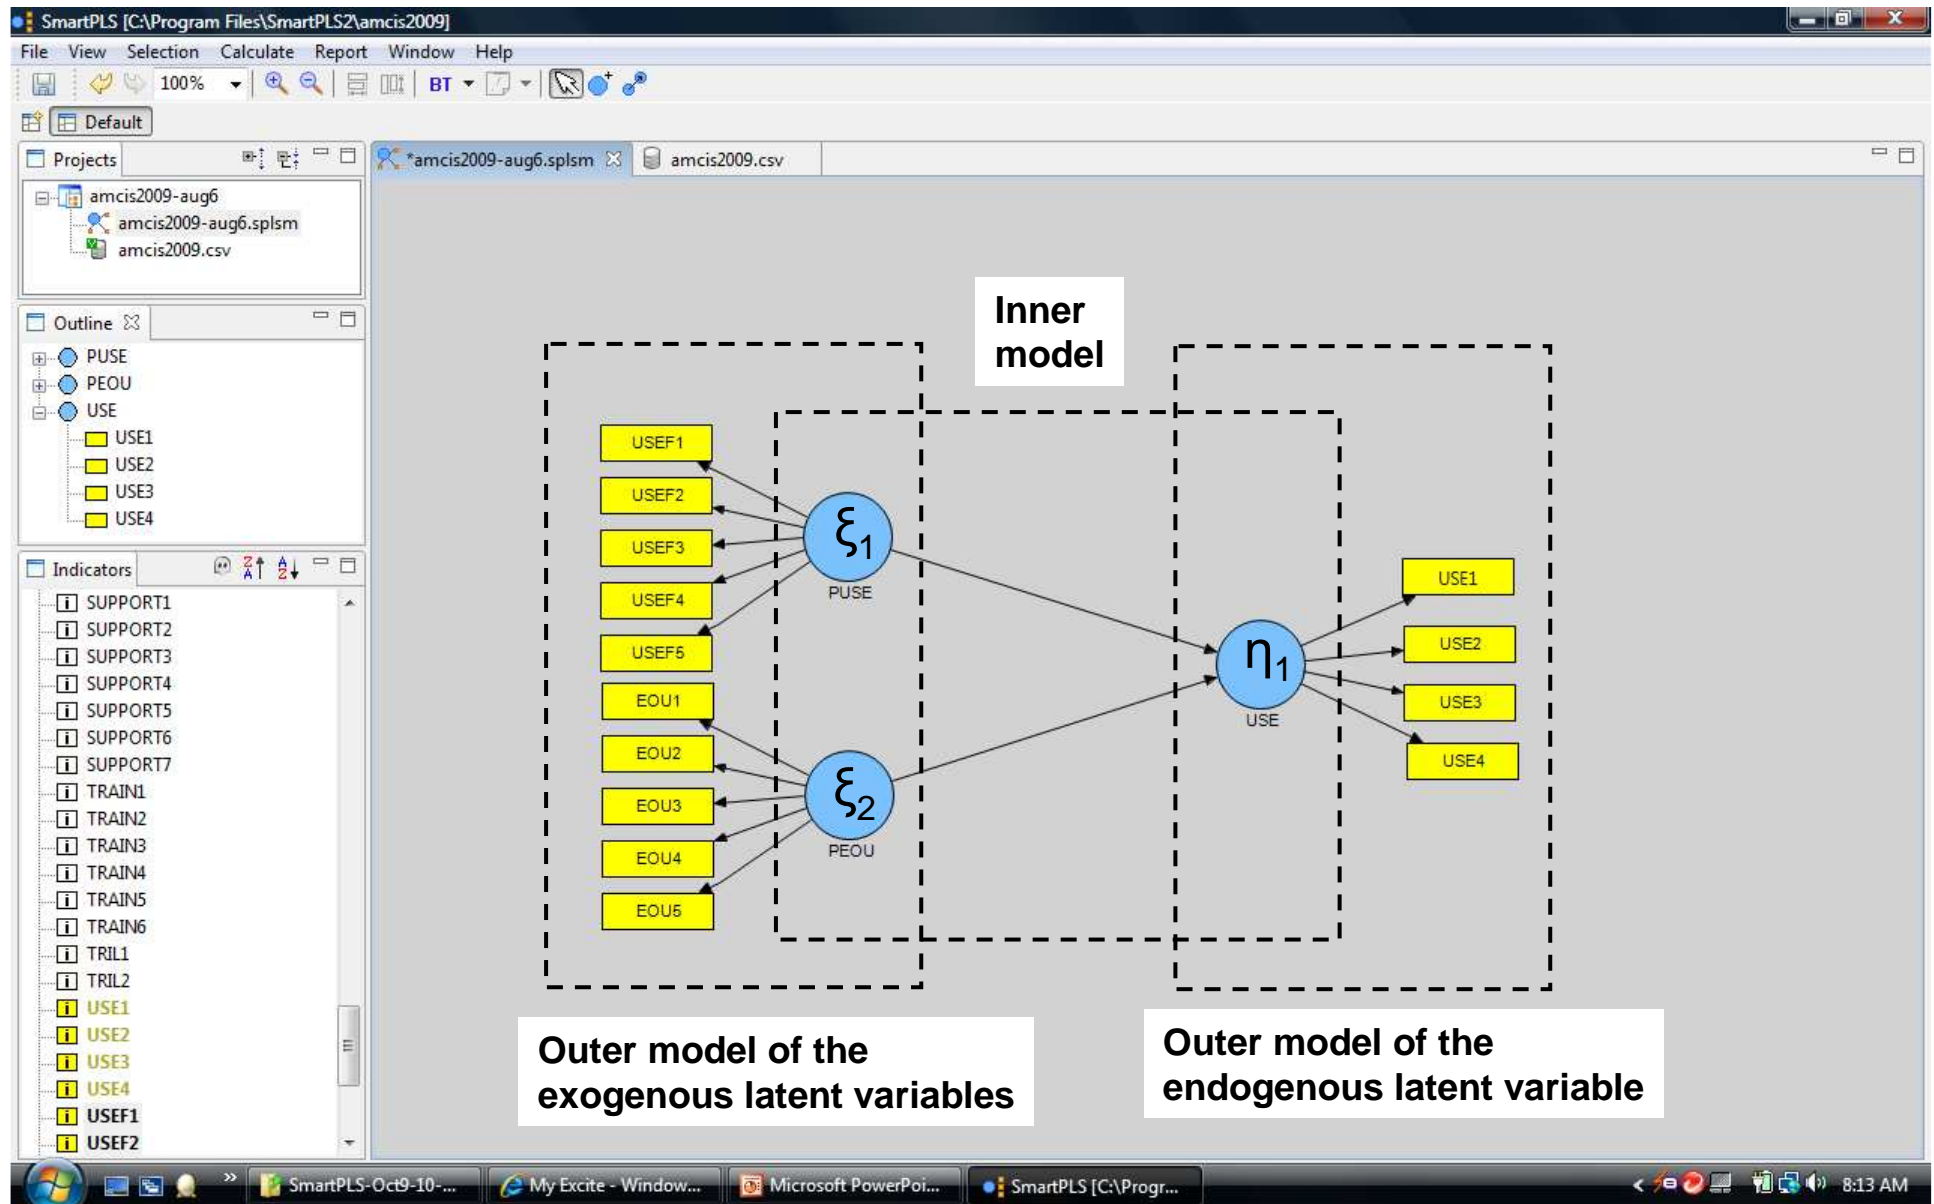 SmartPLS [C:\Program Files\SmartPLS2\amcis2009]
File View Selection Calculate Report Window Help
100% BT
Default
Projects
amcis2009-aug6
amcis2009-aug6.splsm
amcis2009.csv
Outline
PUSE
PEOU
USE
USE1
USE2
USE3
USE4
Indicators
SUPPORT1
SUPPORT2
SUPPORT3
SUPPORT4
SUPPORT5
SUPPORT6
SUPPORT7
TRAIN1
TRAIN2
TRAIN3
TRAIN4
TRAIN5
TRAIN6
TRIL1
TRIL2
USE1
USE2
USE3
USE4
USEF1
USEF2
*amcis2009-aug6.splsm amcis2009.csv
Inner
model
USEF1
USEF2
USEF3
USEF4
USEF5
ξ1
PUSE
EOU1
EOU2
EOU3
EOU4
EOU5
ξ2
PEOU
η1
USE
USE1
USE2
USE3
USE4
Outer model of the
exogenous latent variables
Outer model of the
endogenous latent variable
SmartPLS-Oct9-10-... My Excite - Window... Microsoft PowerPoi... SmartPLS [C:\Progr... 8:13 AM